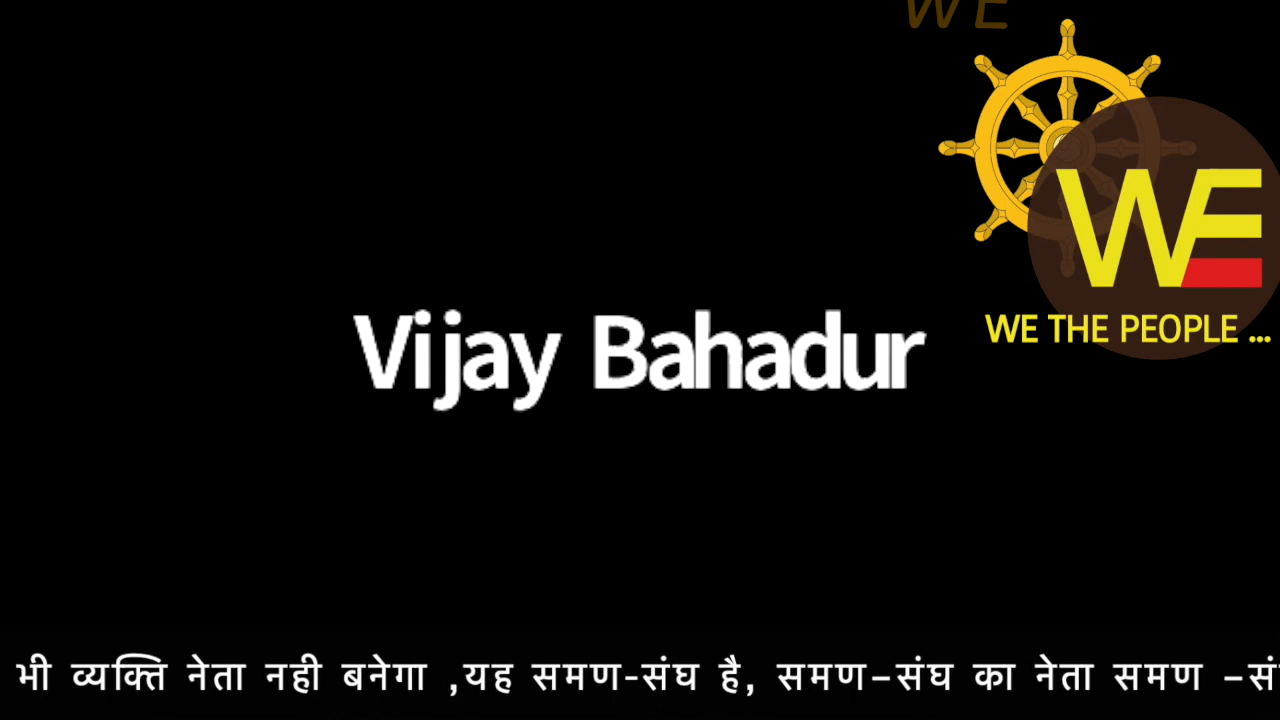 WE
WE
WE THE PEOPLE ...
Vijay Bahadur
भी व्यक्ति नेता नही बनेगा ,यह समण-संघ है, समण–संघ का नेता समण –सं